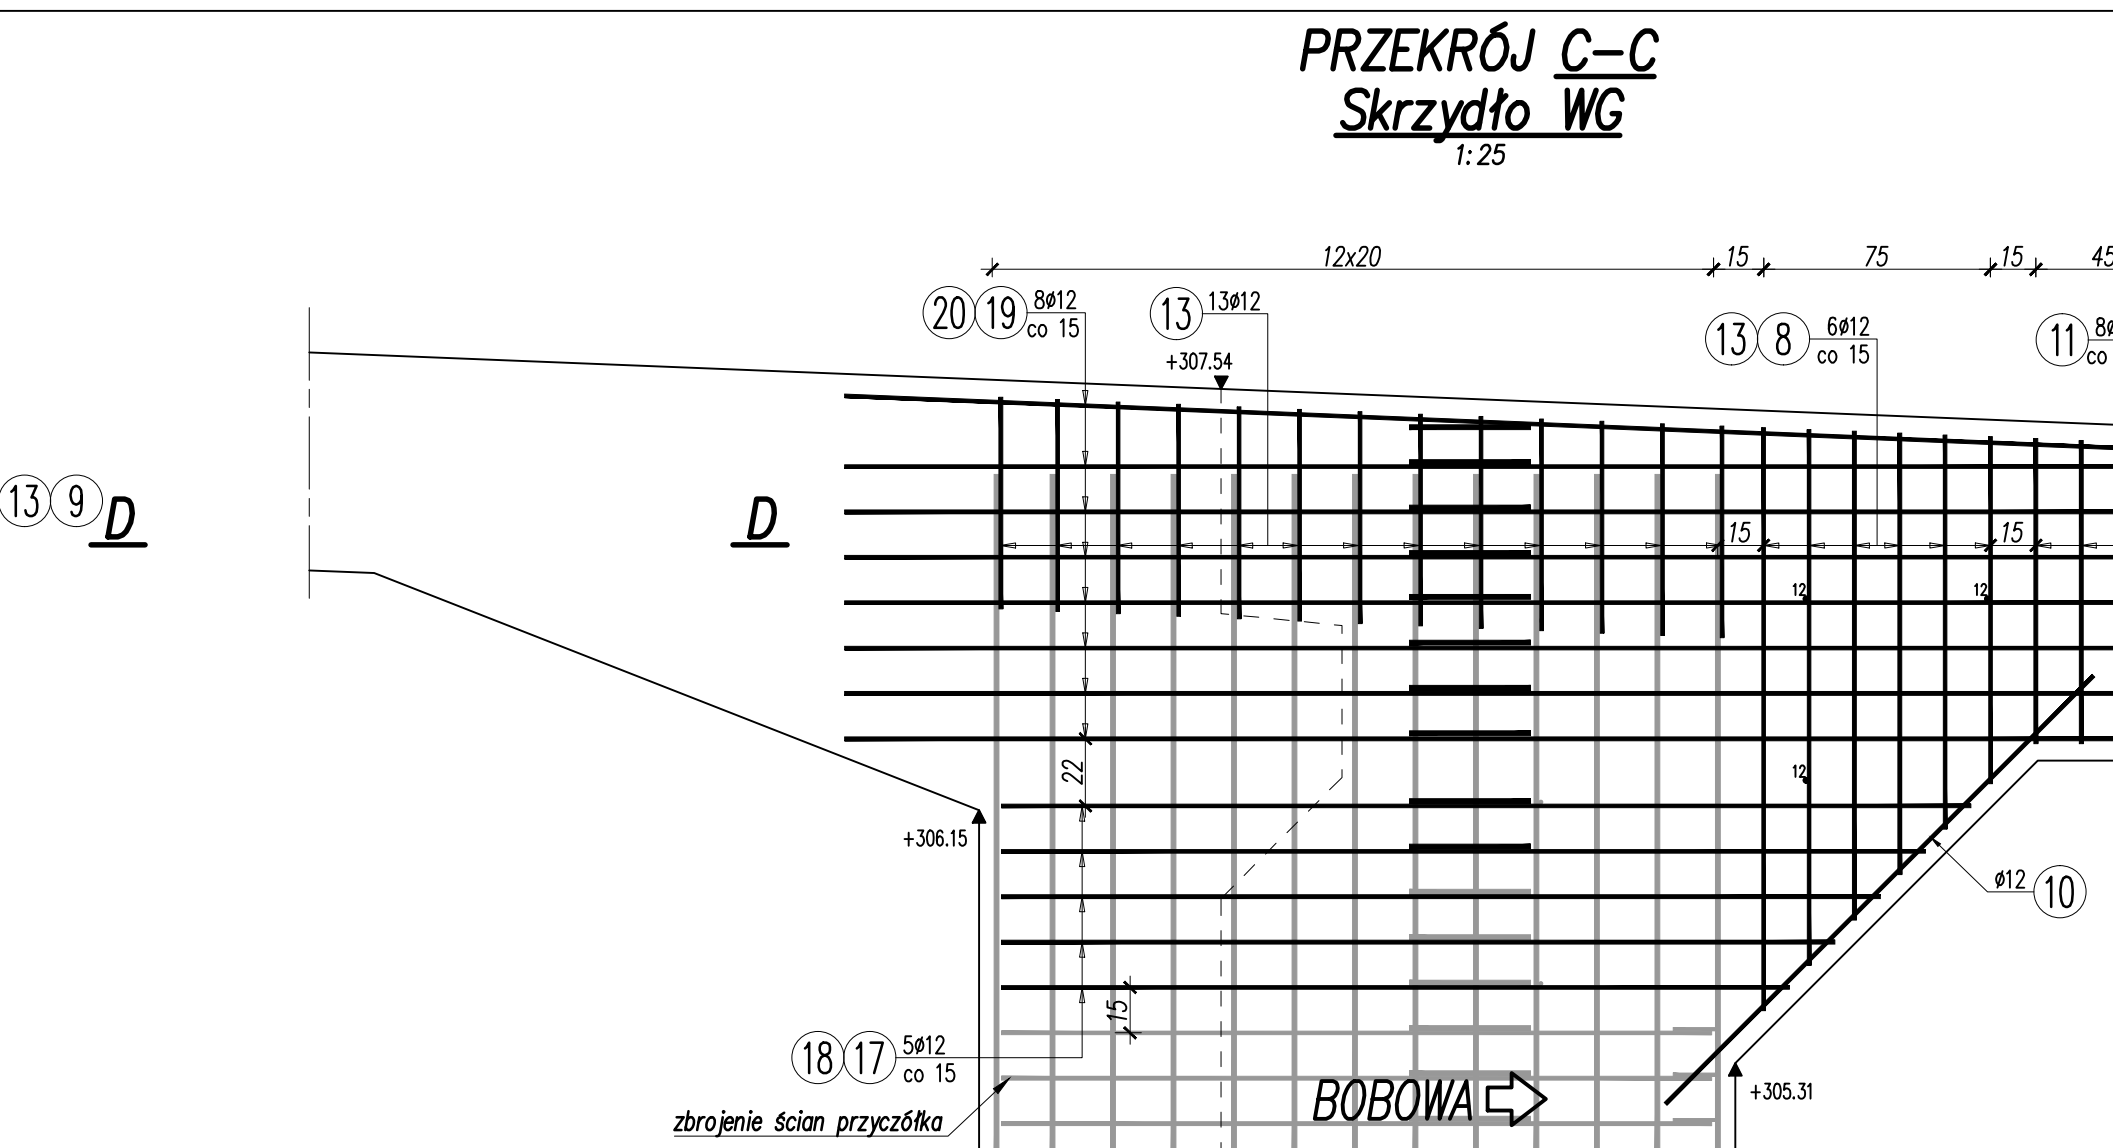 PRZEKRÓJ C-C
Skrzydło WG
1:25
12x20 15 75 15 45
20 19 8ø12
co 15
13 13ø12
13 8 6ø12
co 15
11 8ø
co
+307.54
13 9 D
D
15 15
12 12
22
12
+306.15
ø12 10
15
18 17 5ø12
co 15
BOBOWA
+305.31
zbrojenie ścian przyczółka